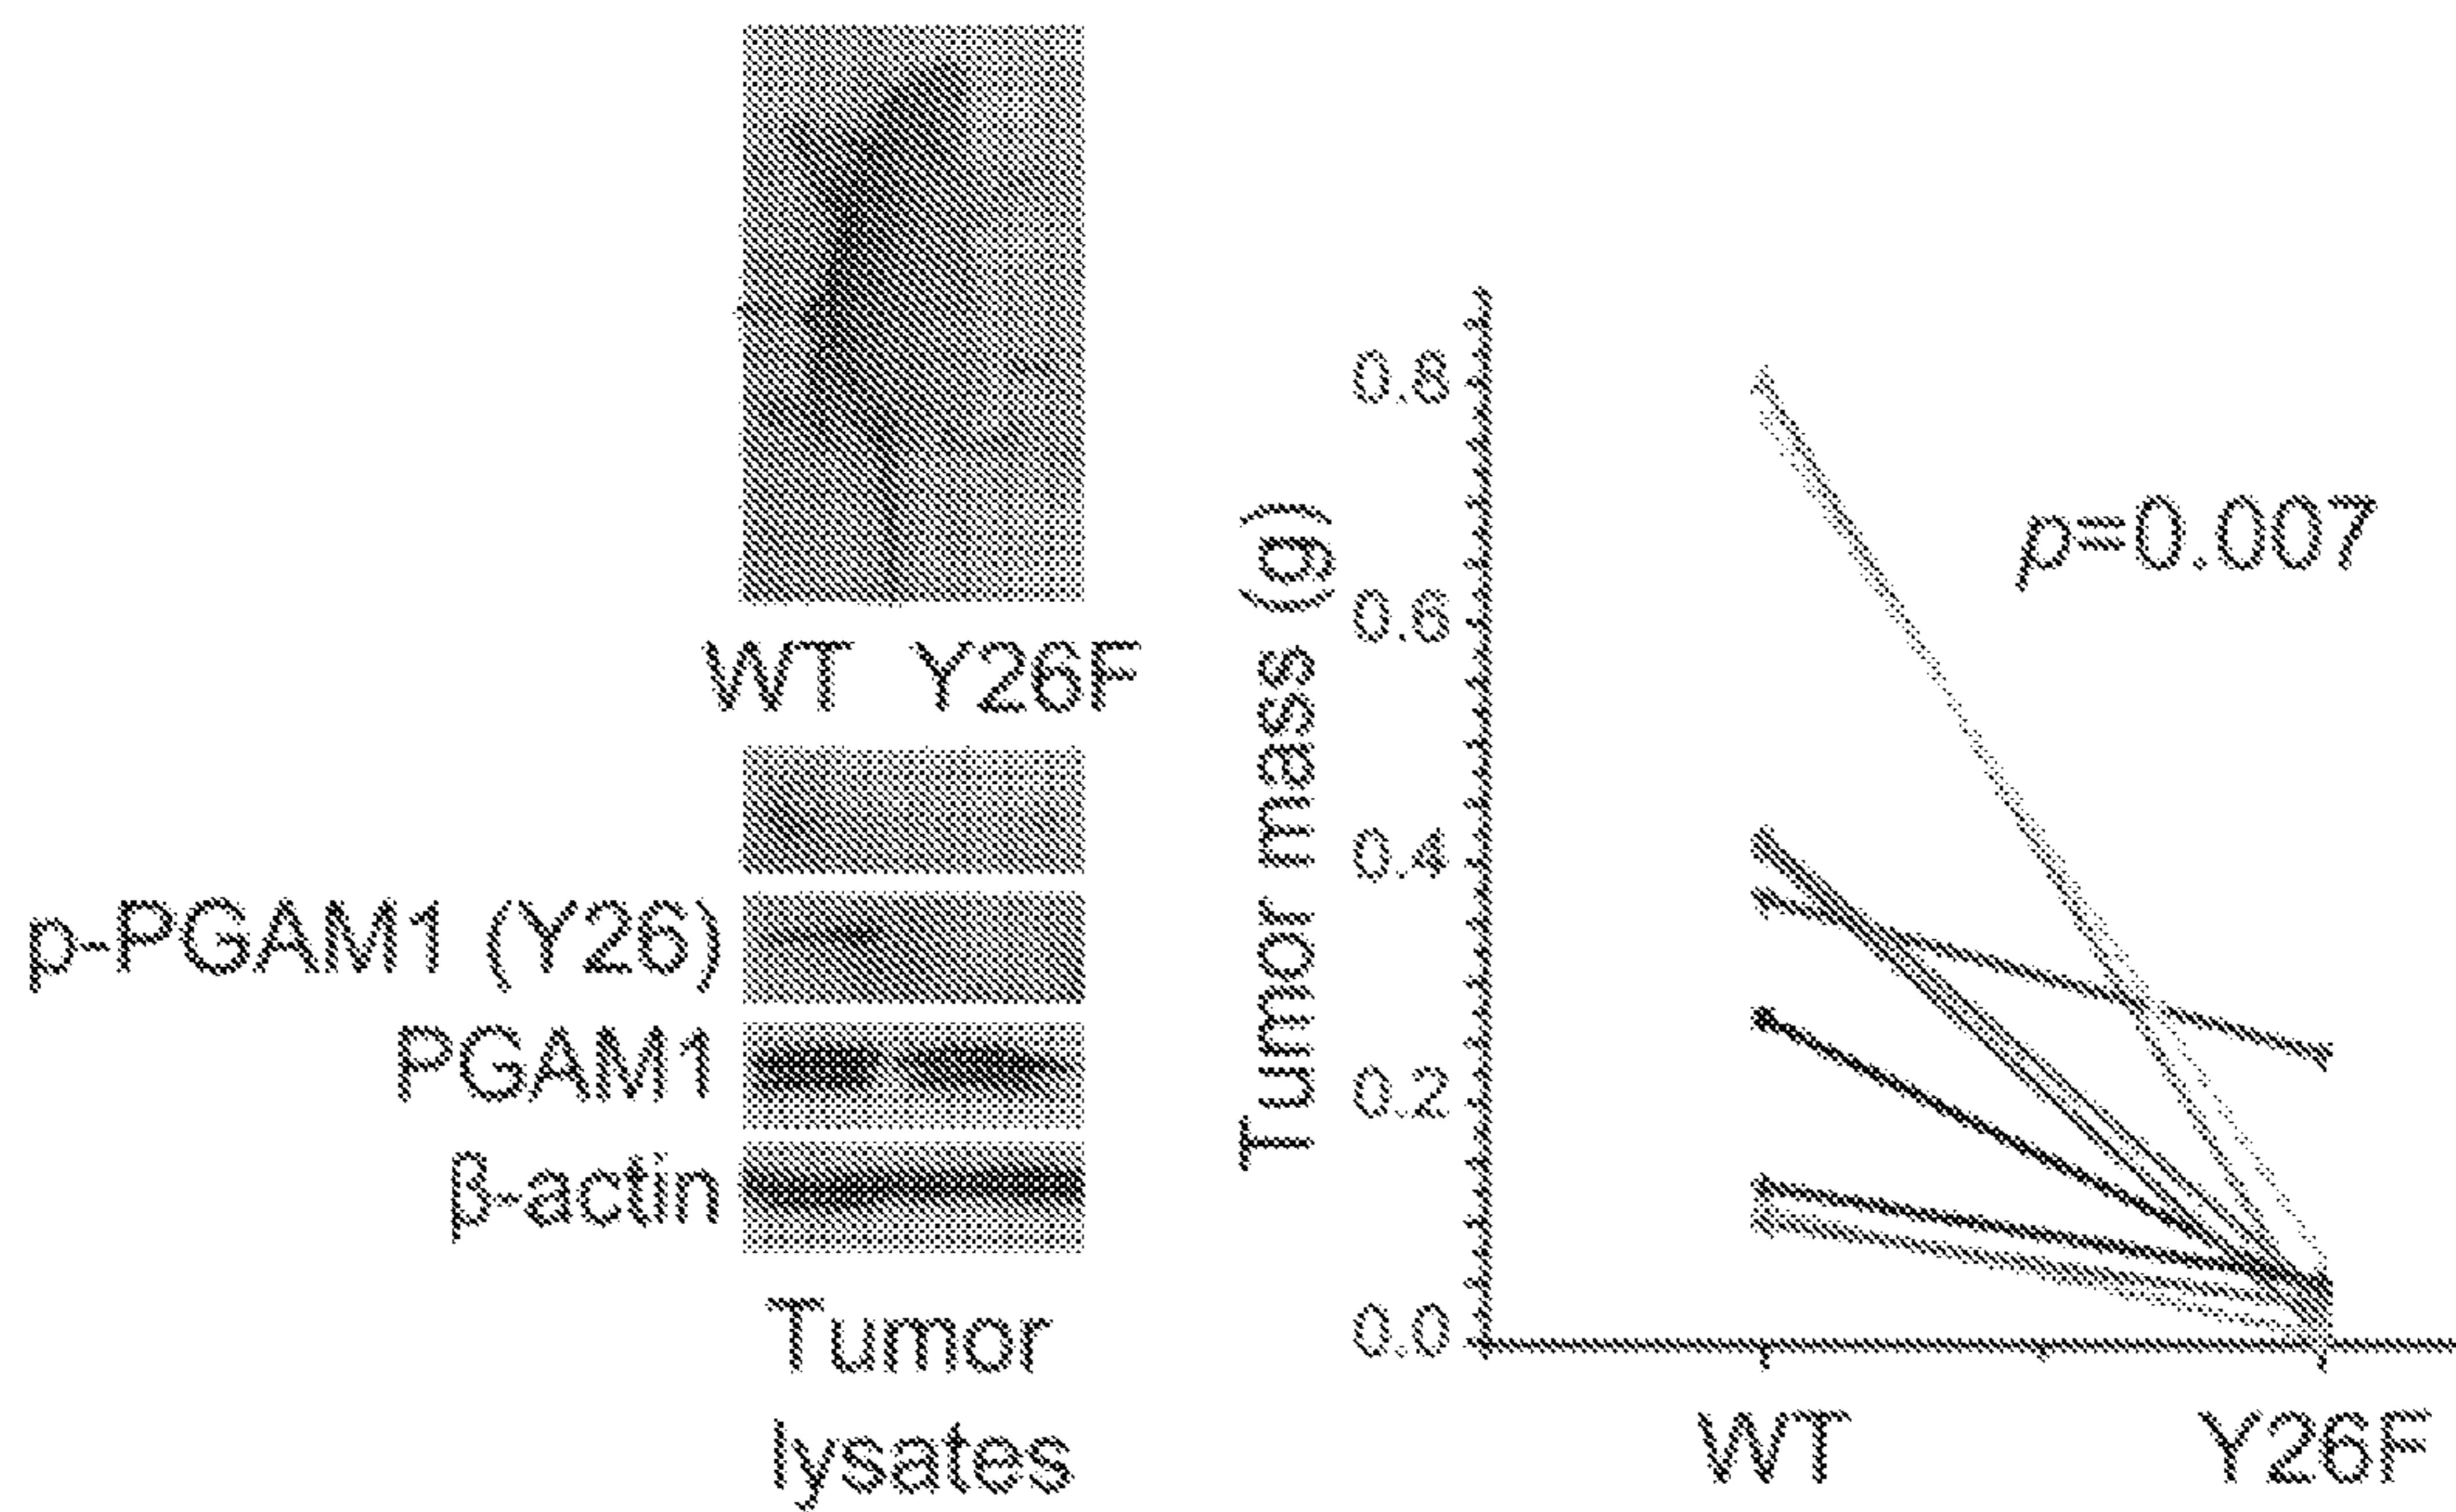 WT Y26F
p-PGAM1 (Y26)
PGAM1
β-actin
Tumor
lysates
Tumor mass (g)
0.8
0.6
0.4
0.2
0.0
p=0.007
WT Y26F